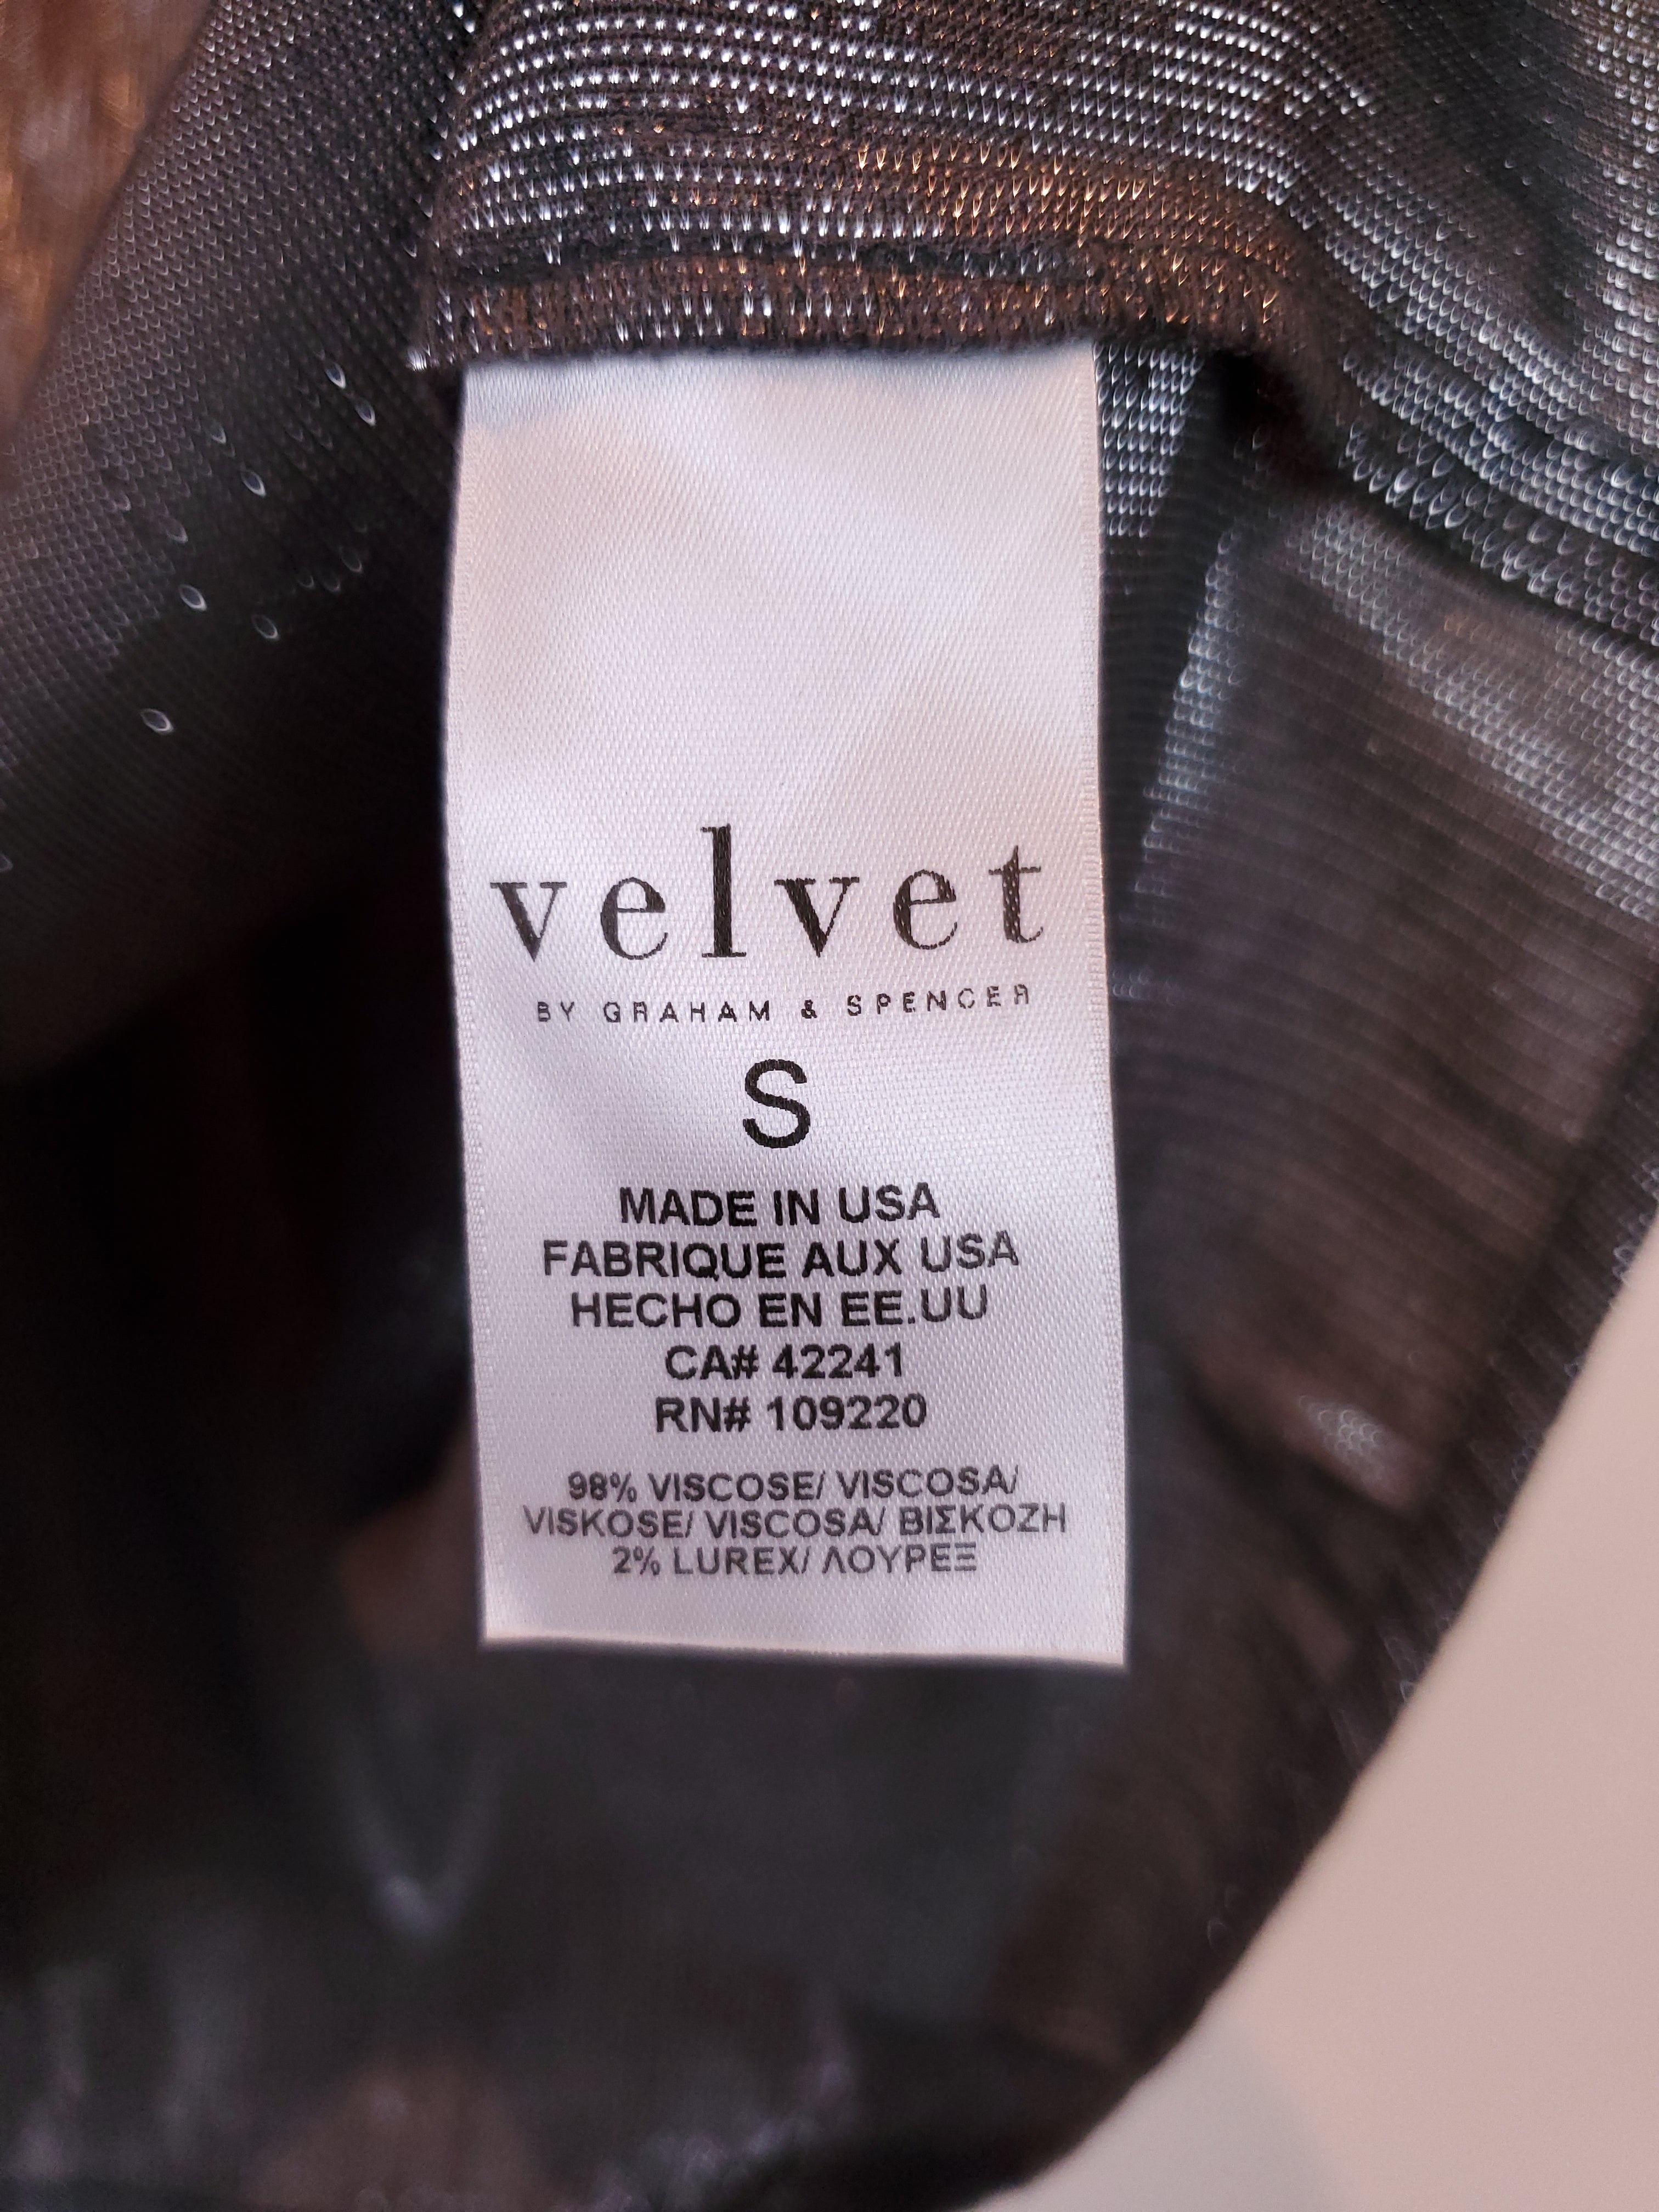 velvet
BY GRAHAM & SPENCER
S
MADE IN USA
FABRIQUE AUX USA
HECHO EN EE.UU
CA# 42241
RN# 109220
98% VISCOSE/ VISCOSA/
VISKOSE/ VISCOSA/ ΒΙΣΚΟΖΗ
2% LUREX/ ΛΟΥΡΕΞ